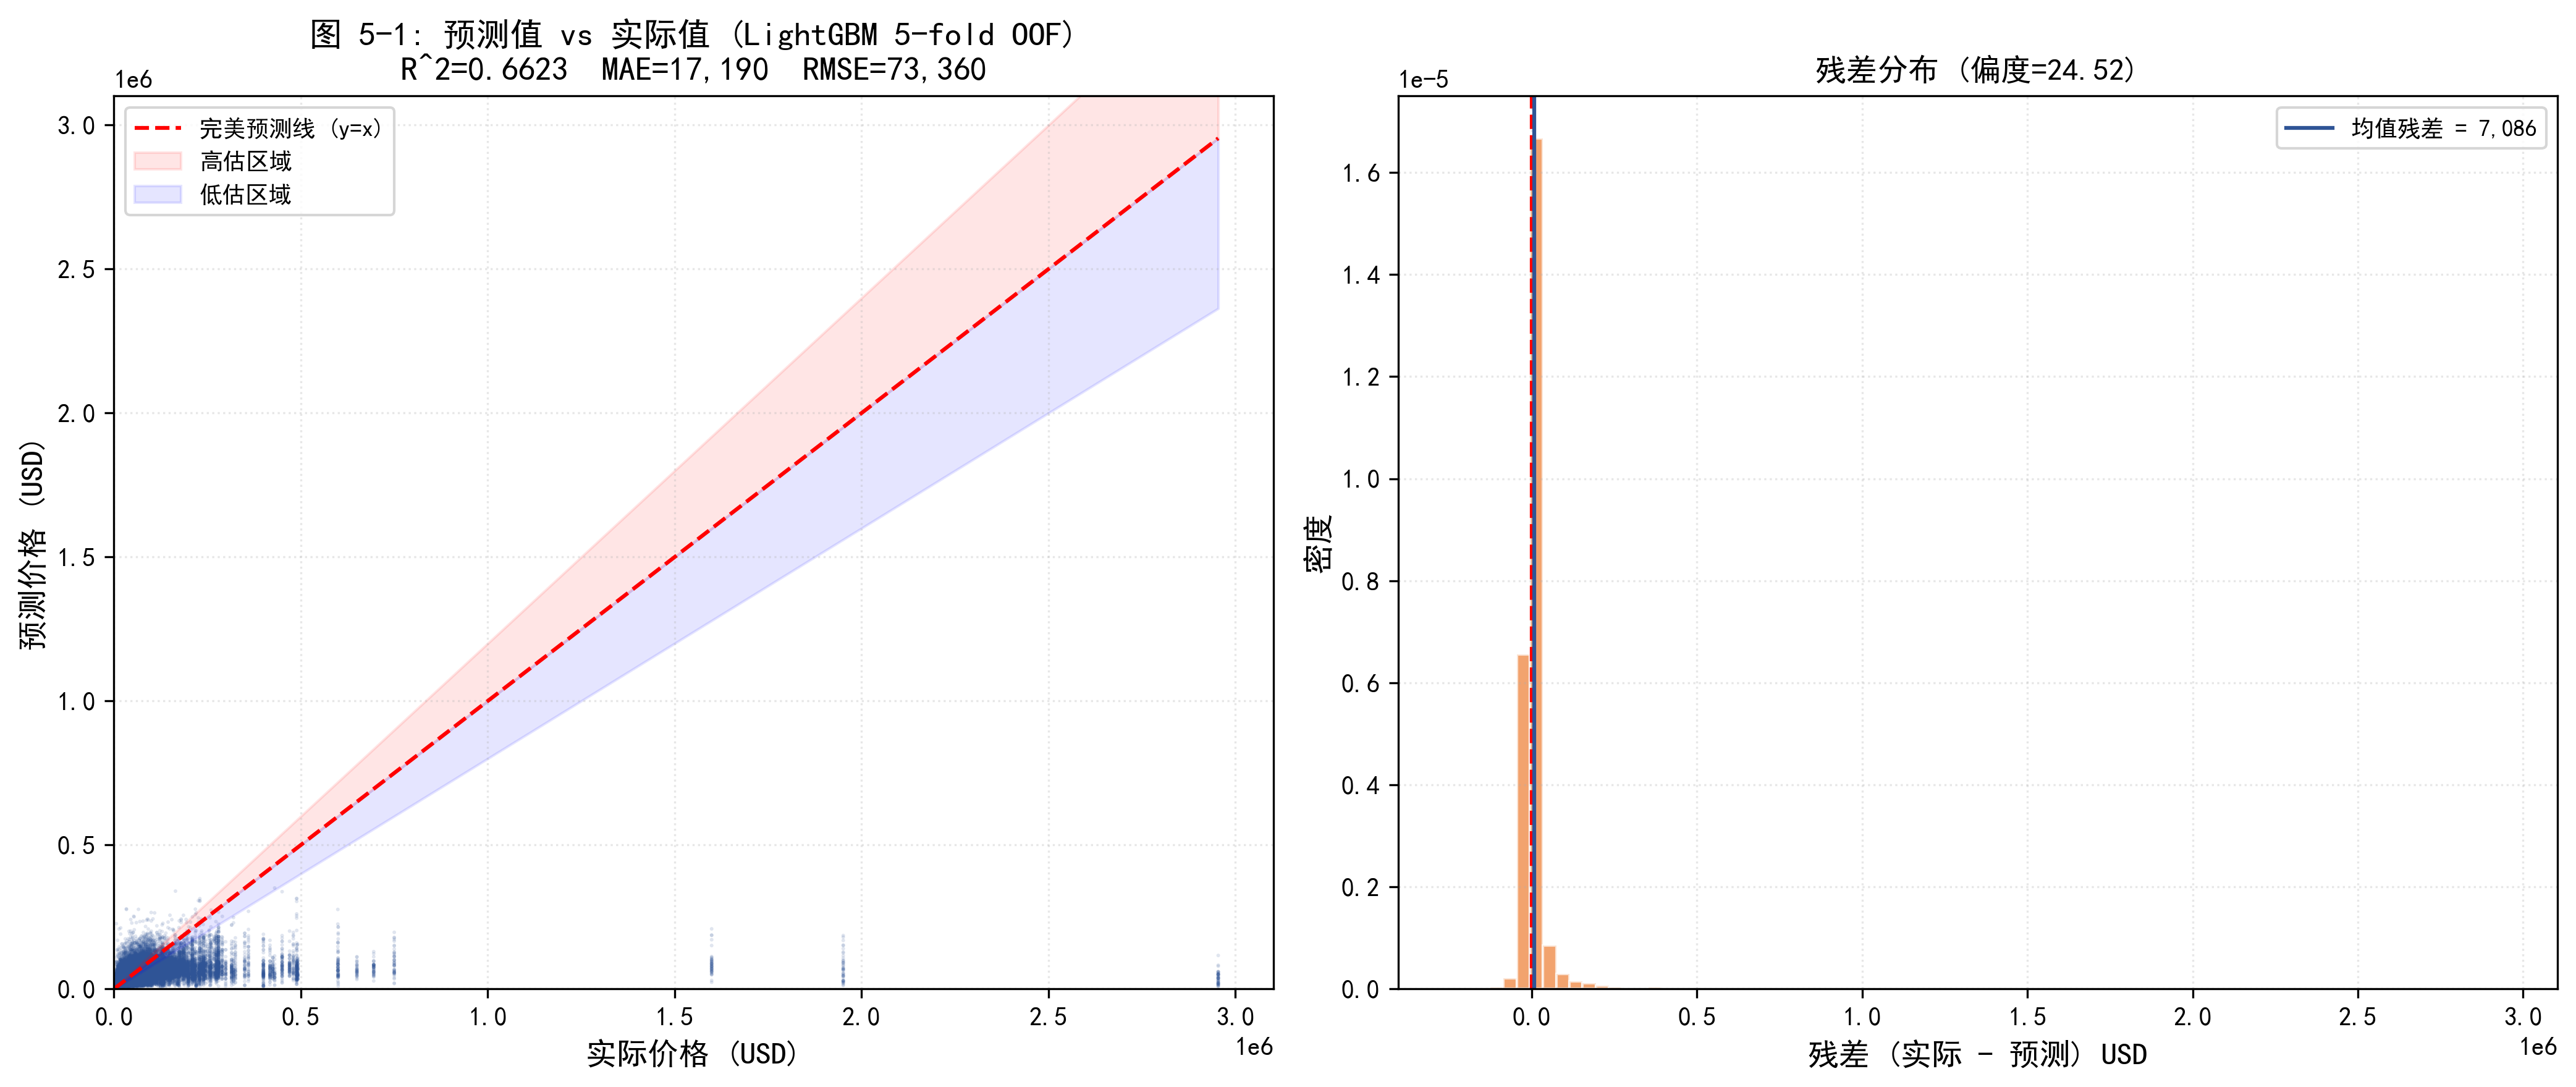 图 5-1: 预测值 vs 实际值 (LightGBM 5-fold OOF)
R^2=0.6623  MAE=17,190  RMSE=73,360
1e6
完美预测线 (y=x)
高估区域
低估区域
3.0
2.5
2.0
1.5
1.0
0.5
0.0
预测价格 (USD)
0.0 0.5 1.0 1.5 2.0 2.5 3.0
1e6
实际价格 (USD)
残差分布 (偏度=24.52)
1e-5
均值残差 = 7,086
1.6
1.4
1.2
1.0
0.8
0.6
0.4
0.2
0.0
密度
0.0 0.5 1.0 1.5 2.0 2.5 3.0
1e6
残差 (实际 - 预测) USD